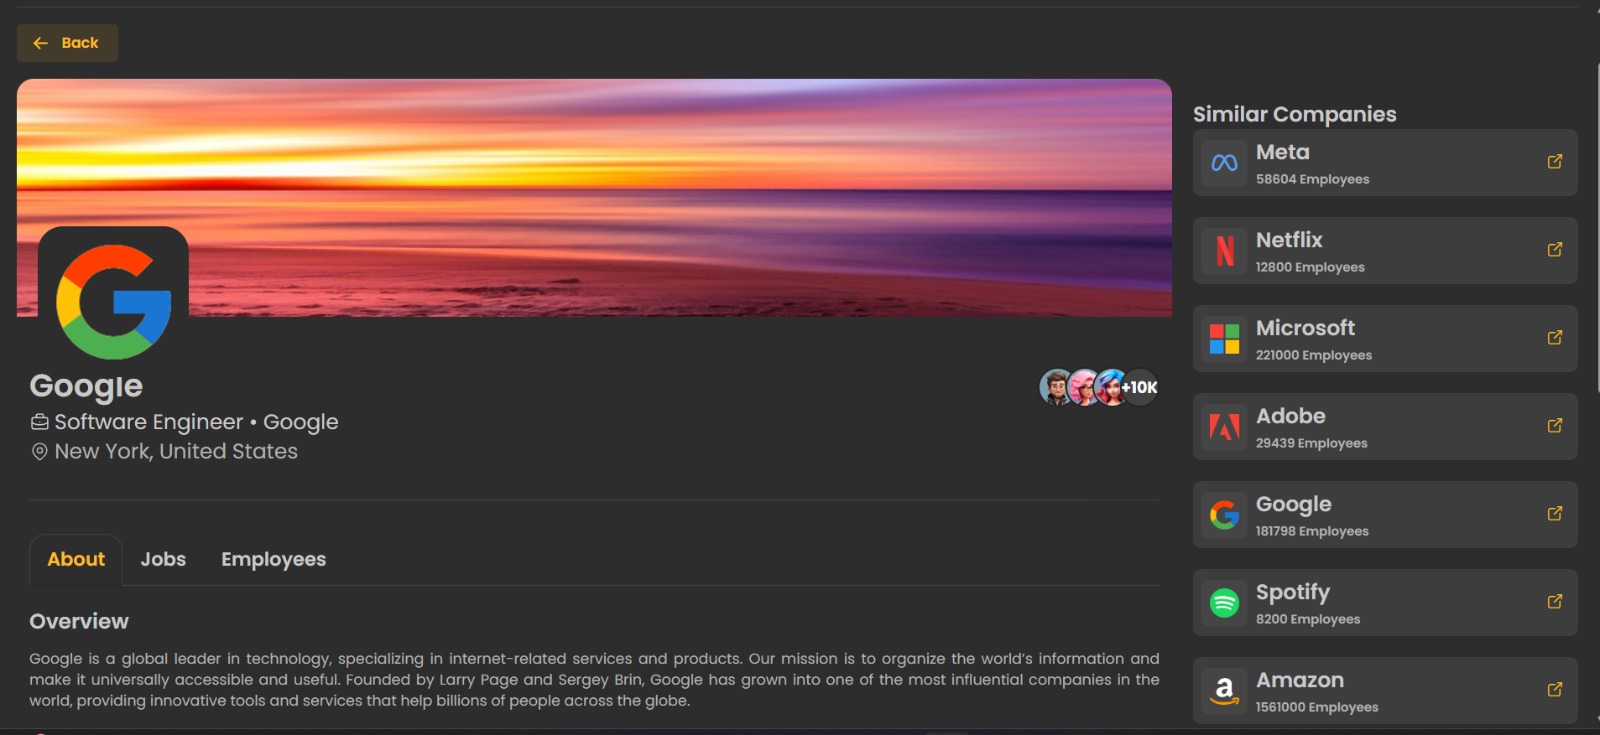 Back
Google
Software Engineer • Google
New York, United States
+10K
About
Jobs
Employees
Overview
Google is a global leader in technology, specializing in internet-related services and products. Our mission is to organize the world's information and
make it universally accessible and useful. Founded by Larry Page and Sergey Brin, Google has grown into one of the most influential companies in the
world, providing innovative tools and services that help billions of people across the globe.
Similar Companies
Meta
58604 Employees
Netflix
12800 Employees
Microsoft
221000 Employees
Adobe
29439 Employees
Google
181798 Employees
Spotify
8200 Employees
Amazon
1561000 Employees